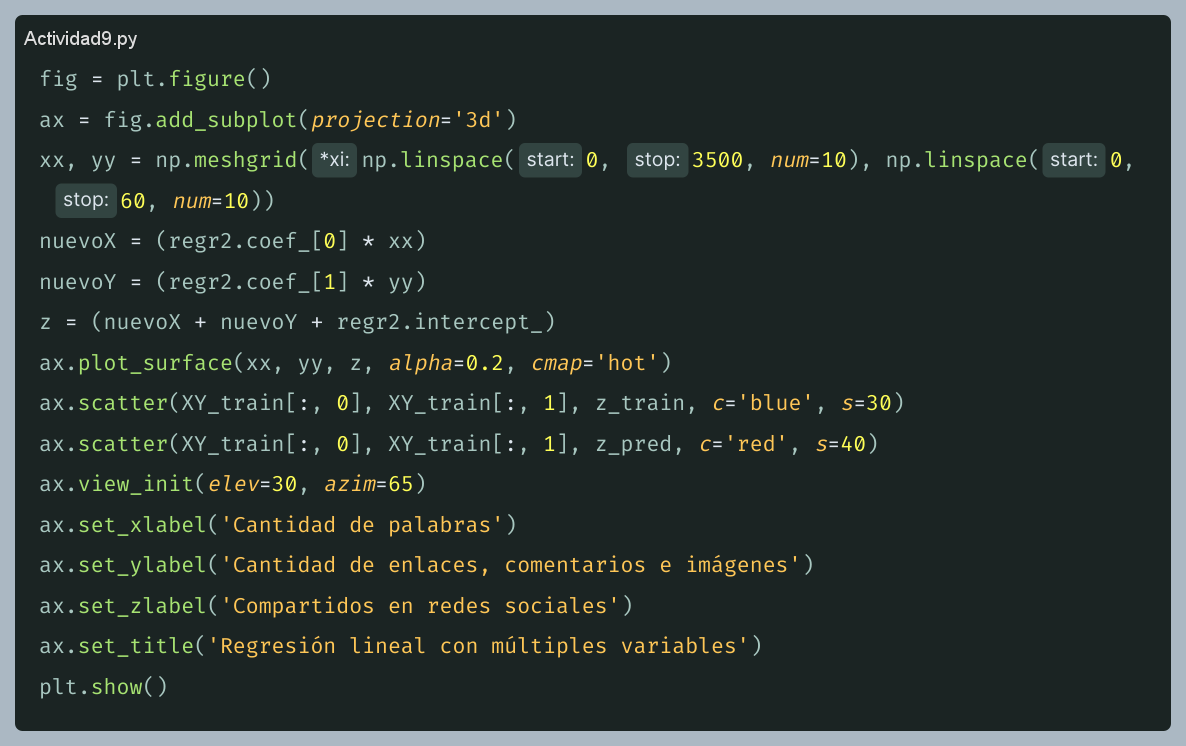 Actividad9.py
fig = plt.figure()
ax = fig.add_subplot(projection='3d')
xx, yy = np.meshgrid( *xi: np.linspace( start: 0, stop: 3500, num=10), np.linspace( start: 0,
stop: 60, num=10))
nuevoX = (regr2.coef_[0] * xx)
nuevoY = (regr2.coef_[1] * yy)
z = (nuevoX + nuevoY + regr2.intercept_)
ax.plot_surface(xx, yy, z, alpha=0.2, cmap='hot')
ax.scatter(XY_train[:, 0], XY_train[:, 1], z_train, c='blue', s=30)
ax.scatter(XY_train[:, 0], XY_train[:, 1], z_pred, c='red', s=40)
ax.view_init(elev=30, azim=65)
ax.set_xlabel('Cantidad de palabras')
ax.set_ylabel('Cantidad de enlaces, comentarios e imágenes')
ax.set_zlabel('Compartidos en redes sociales')
ax.set_title('Regresión lineal con múltiples variables')
plt.show()